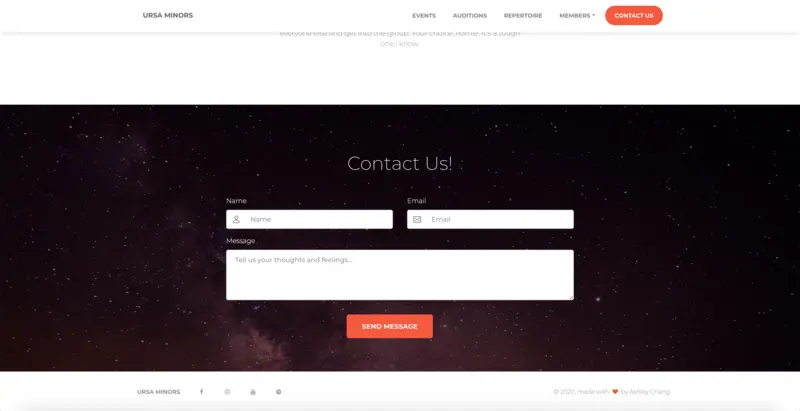 URSA MINORS EVENTS AUDITIONS REPERTOIRE MEMBERS CONTACT US
everyone else and get into the global. Your choice, home. It's a tough
one,I know
Contact Us!
Name Email
Name Email
Message
Tell us your thoughts and feelings...
SEND MESSAGE
URSA MINORS © 2020, made with ❤ by Ashley Chang